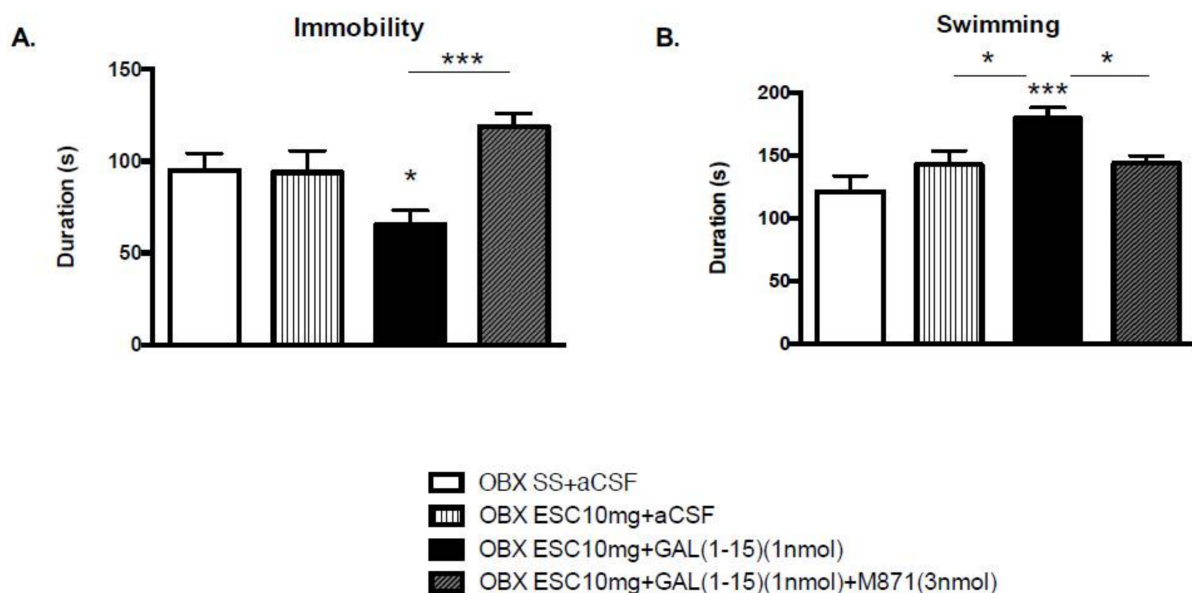 A.
Immobility
***
150
100
50
0
Duration (s)
*
B.
Swimming
* *
***
200
150
100
50
0
Duration (s)
OBX SS+aCSF
OBX ESC10mg+aCSF
OBX ESC10mg+GAL(1-15)(1nmol)
OBX ESC10mg+GAL(1-15)(1nmol)+M871(3nmol)